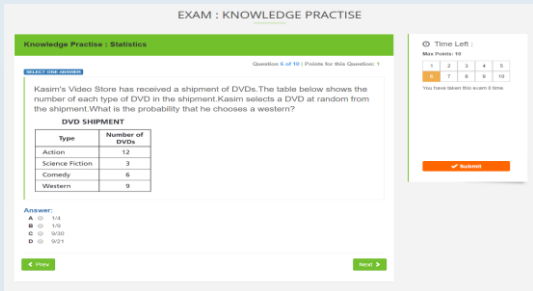 EXAM : KNOWLEDGE PRACTISE
Knowledge Practise : Statistics
Question 6 of 10 | Points for this Question: 1
SELECT ONE ANSWER
Kasim's Video Store has received a shipment of DVDs.The table below shows the
number of each type of DVD in the shipment.Kasim selects a DVD at random from
the shipment.What is the probability that he chooses a western?
DVD SHIPMENT
Type Number of DVDs
Action 12
Science Fiction 3
Comedy 6
Western 9
Answer:
A 1/4
B 1/9
C 9/30
D 9/21
Prev
Next
Time Left :
Max Points: 10
1 2 3 4 5
6 7 8 9 10
You have taken this exam 0 time.
Submit